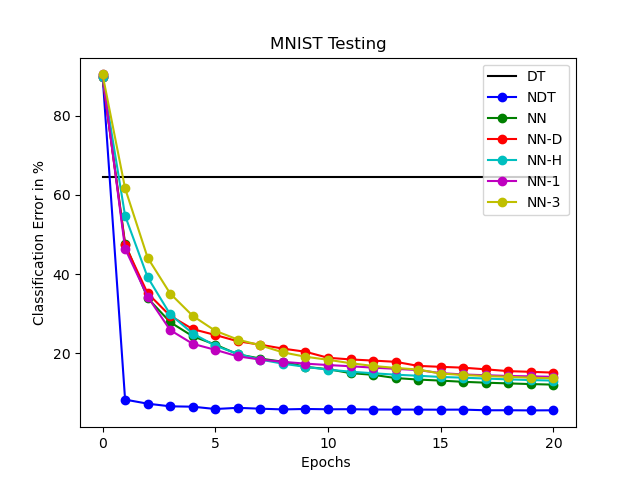 MNIST Testing
Classification Error in %
80
60
40
20
0
5
10
15
20
Epochs
DT
NDT
NN
NN-D
NN-H
NN-1
NN-3